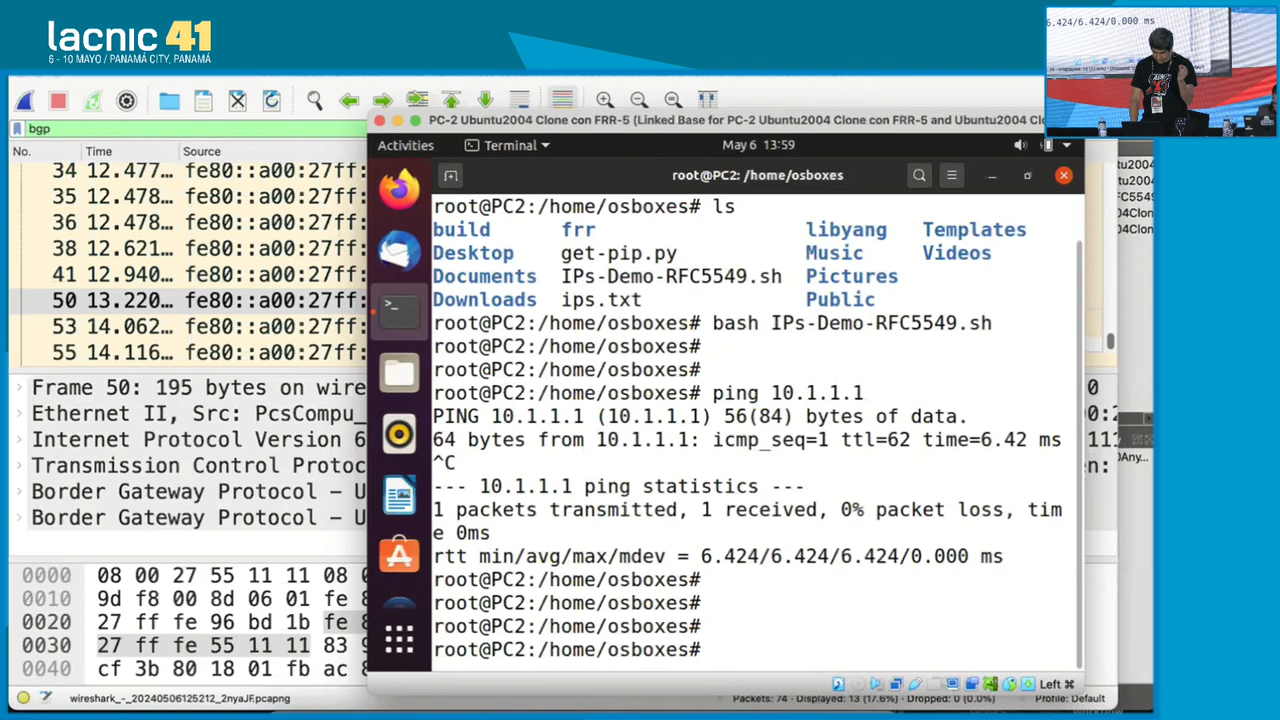 lacnic 41
6 - 10 MAYO / PANAMÁ CITY, PANAMÁ
6.424/6.424/0.000 ms
bgp
No. Time Source
34 12.477… fe80::a00:27ff:
35 12.478… fe80::a00:27ff:
36 12.478… fe80::a00:27ff:
38 12.621… fe80::a00:27ff:
41 12.940… fe80::a00:27ff:
50 13.220… fe80::a00:27ff:
53 14.062… fe80::a00:27ff:
55 14.116… fe80::a00:27ff:
Frame 50: 195 bytes on wire
Ethernet II, Src: PcsCompu_
Internet Protocol Version 6
Transmission Control Protoc
Border Gateway Protocol – U
Border Gateway Protocol – U
0000 08 00 27 55 11 11 08 0
0010 9d f8 00 8d 06 01 fe 8
0020 27 ff fe 96 bd 1b fe 8
0030 27 ff fe 55 11 11 83 9
0040 cf 3b 80 18 01 fb ac 8
wireshark_-_20240506125212_2nyaJF.pcapng
Packets: 74 · Displayed: 13 (17.6%) · Dropped: 0 (0.0%)
Profile: Default
PC-2 Ubuntu2004 Clone con FRR-5 (Linked Base for PC-2 Ubuntu2004 Clone con FRR-5 and Ubuntu2004 Clo
Activities
Terminal
May 6 13:59
root@PC2: /home/osboxes
root@PC2:/home/osboxes# ls
build frr libyang Templates
Desktop get-pip.py Music Videos
Documents IPs-Demo-RFC5549.sh Pictures
Downloads ips.txt Public
root@PC2:/home/osboxes# bash IPs-Demo-RFC5549.sh
root@PC2:/home/osboxes#
root@PC2:/home/osboxes#
root@PC2:/home/osboxes# ping 10.1.1.1
PING 10.1.1.1 (10.1.1.1) 56(84) bytes of data.
64 bytes from 10.1.1.1: icmp_seq=1 ttl=62 time=6.42 ms
^C
--- 10.1.1.1 ping statistics ---
1 packets transmitted, 1 received, 0% packet loss, tim
e 0ms
rtt min/avg/max/mdev = 6.424/6.424/6.424/0.000 ms
root@PC2:/home/osboxes#
root@PC2:/home/osboxes#
root@PC2:/home/osboxes#
root@PC2:/home/osboxes#
Left ⌘